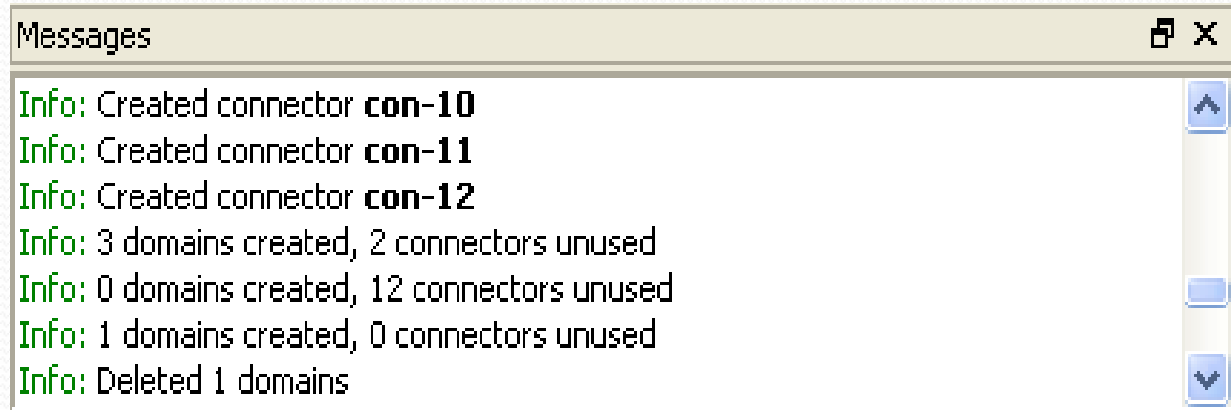 Messages
Info: Created connector con-10
Info: Created connector con-11
Info: Created connector con-12
Info: 3 domains created, 2 connectors unused
Info: 0 domains created, 12 connectors unused
Info: 1 domains created, 0 connectors unused
Info: Deleted 1 domains